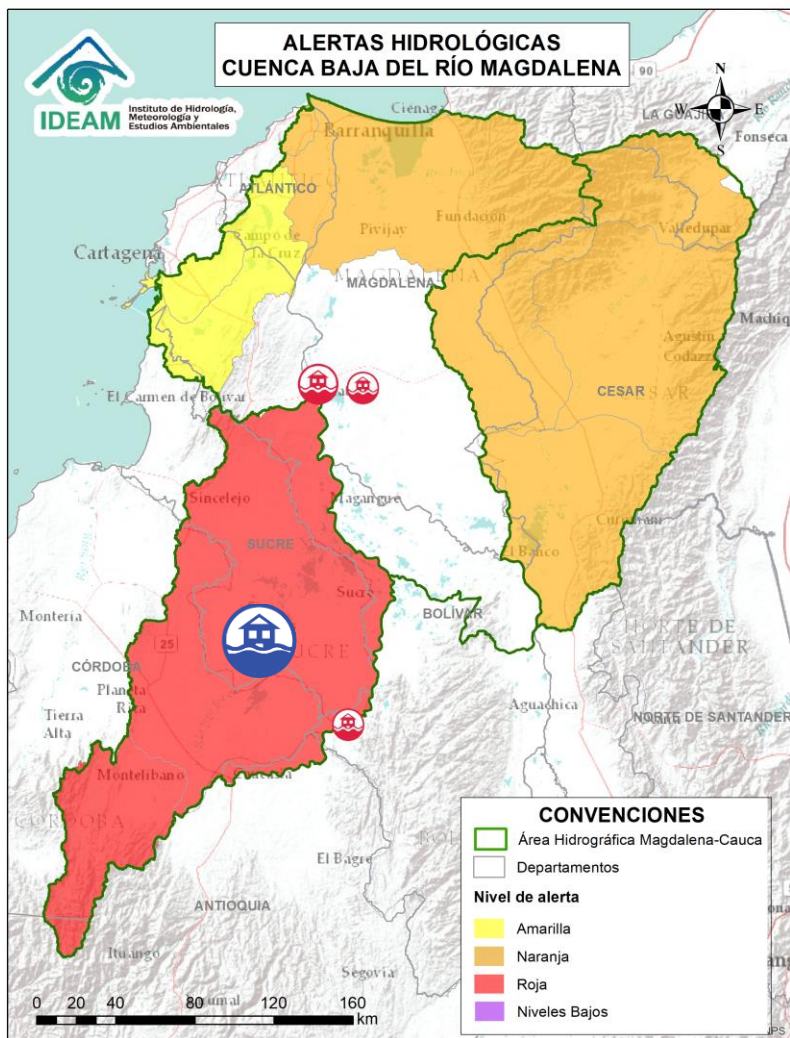 ALERTAS HIDROLÓGICAS
CUENCA BAJA DEL RÍO MAGDALENA
IDEAM
Instituto de Hidrología,
Meteorología y
Estudios Ambientales
N
W
E
S
90
LA GUAJIRA
Fonseca
Ciénaga
Barranquilla
ATLÁNTICO
Cartagena
Campo de
la Cruz
Pivijay
Fundación
Valledupar
MAGDALENA
MAGDALENA
Agustín
Codazzi
CESAR
El Carmen de Bolívar
Sincelejo
Magangué
SUCRE
Sucre
Curumaní
El Banco
BOLÍVAR
Montería
25
SUCRE
CÓRDOBA
Planeta
Rica
Tierra
Alta
NORTE DE
SANTANDER
Aguachica
NORTE DE SANTANDER
Montelíbano
CÓRDOBA
El Bagre
ANTIOQUIA
Ituango
Segovia
CONVENCIONES
Área Hidrográfica Magdalena-Cauca
Departamentos
Nivel de alerta
Amarilla
Naranja
Roja
Niveles Bajos
0 20 40 80 120 160
km